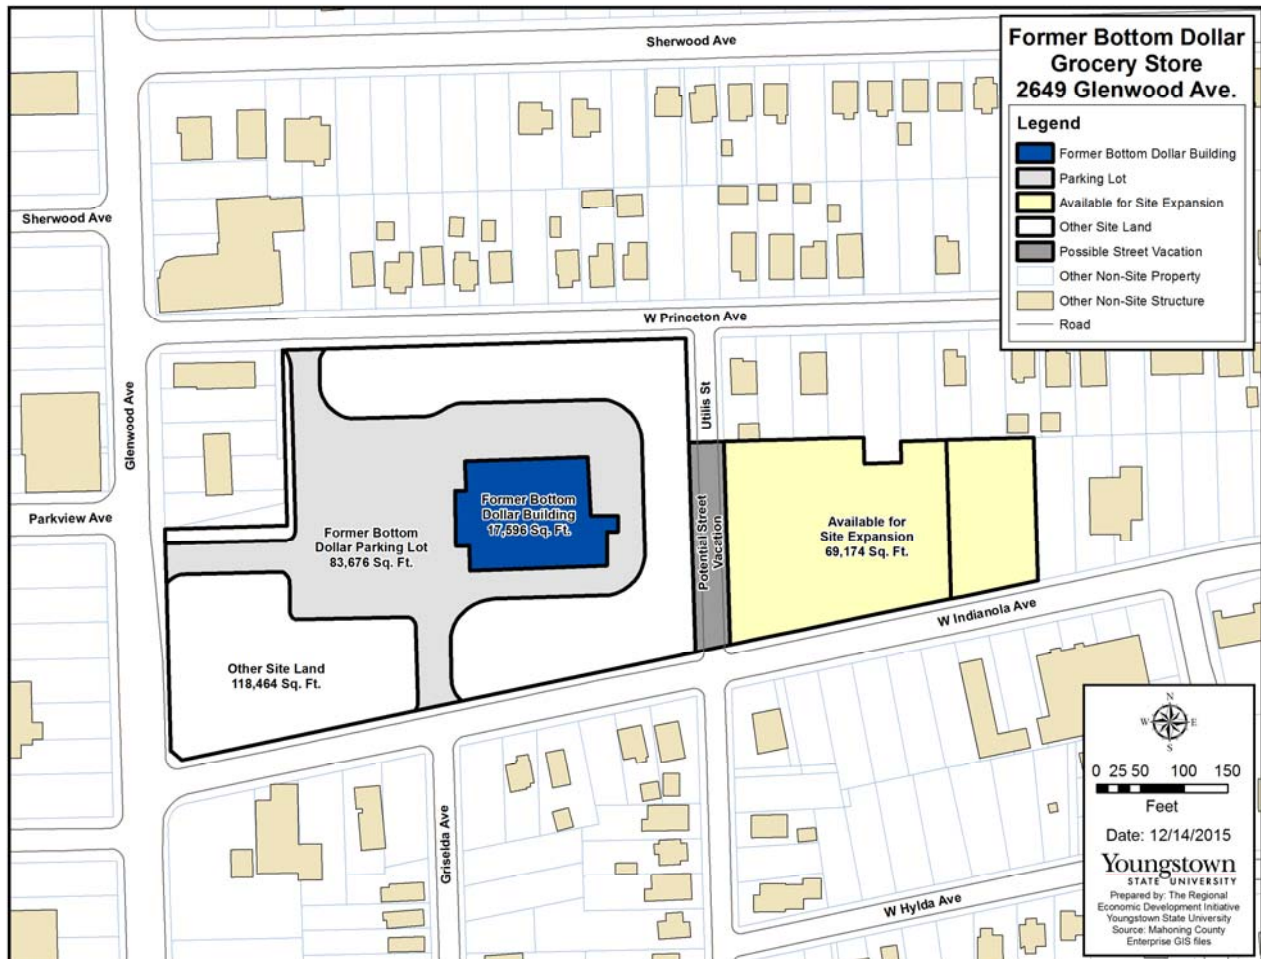 Sherwood Ave
Former Bottom Dollar
Grocery Store
2649 Glenwood Ave.
Legend
Former Bottom Dollar Building
Parking Lot
Available for Site Expansion
Other Site Land
Possible Street Vacation
Other Non-Site Property
Other Non-Site Structure
Road
Sherwood Ave
W Princeton Ave
Glenwood Ave
Utilis St
Parkview Ave
Former Bottom
Dollar Building
17,596 Sq. Ft.
Former Bottom
Dollar Parking Lot
83,676 Sq. Ft.
Potential Street
Vacation
Available for
Site Expansion
69,174 Sq. Ft.
W Indianola Ave
Other Site Land
118,464 Sq. Ft.
Griselda Ave
W Hylda Ave
N
W
E
S
0 25 50 100 150
Feet
Date: 12/14/2015
Youngstown
STATE UNIVERSITY
Prepared by: The Regional
Economic Development Initiative
Youngstown State University
Source: Mahoning County
Enterprise GIS files